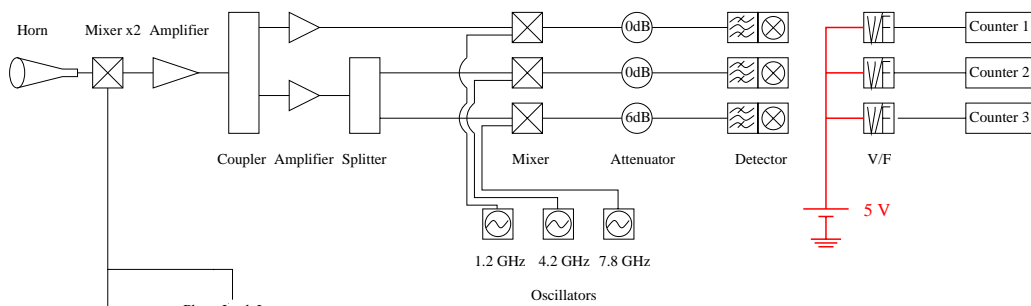 Horn
Mixer x2
Amplifier
0dB
Counter 1
0dB
Counter 2
6dB
Counter 3
Coupler
Amplifier
Splitter
Mixer
Attenuator
Detector
V/F
5 V
1.2 GHz
4.2 GHz
7.8 GHz
Oscillators